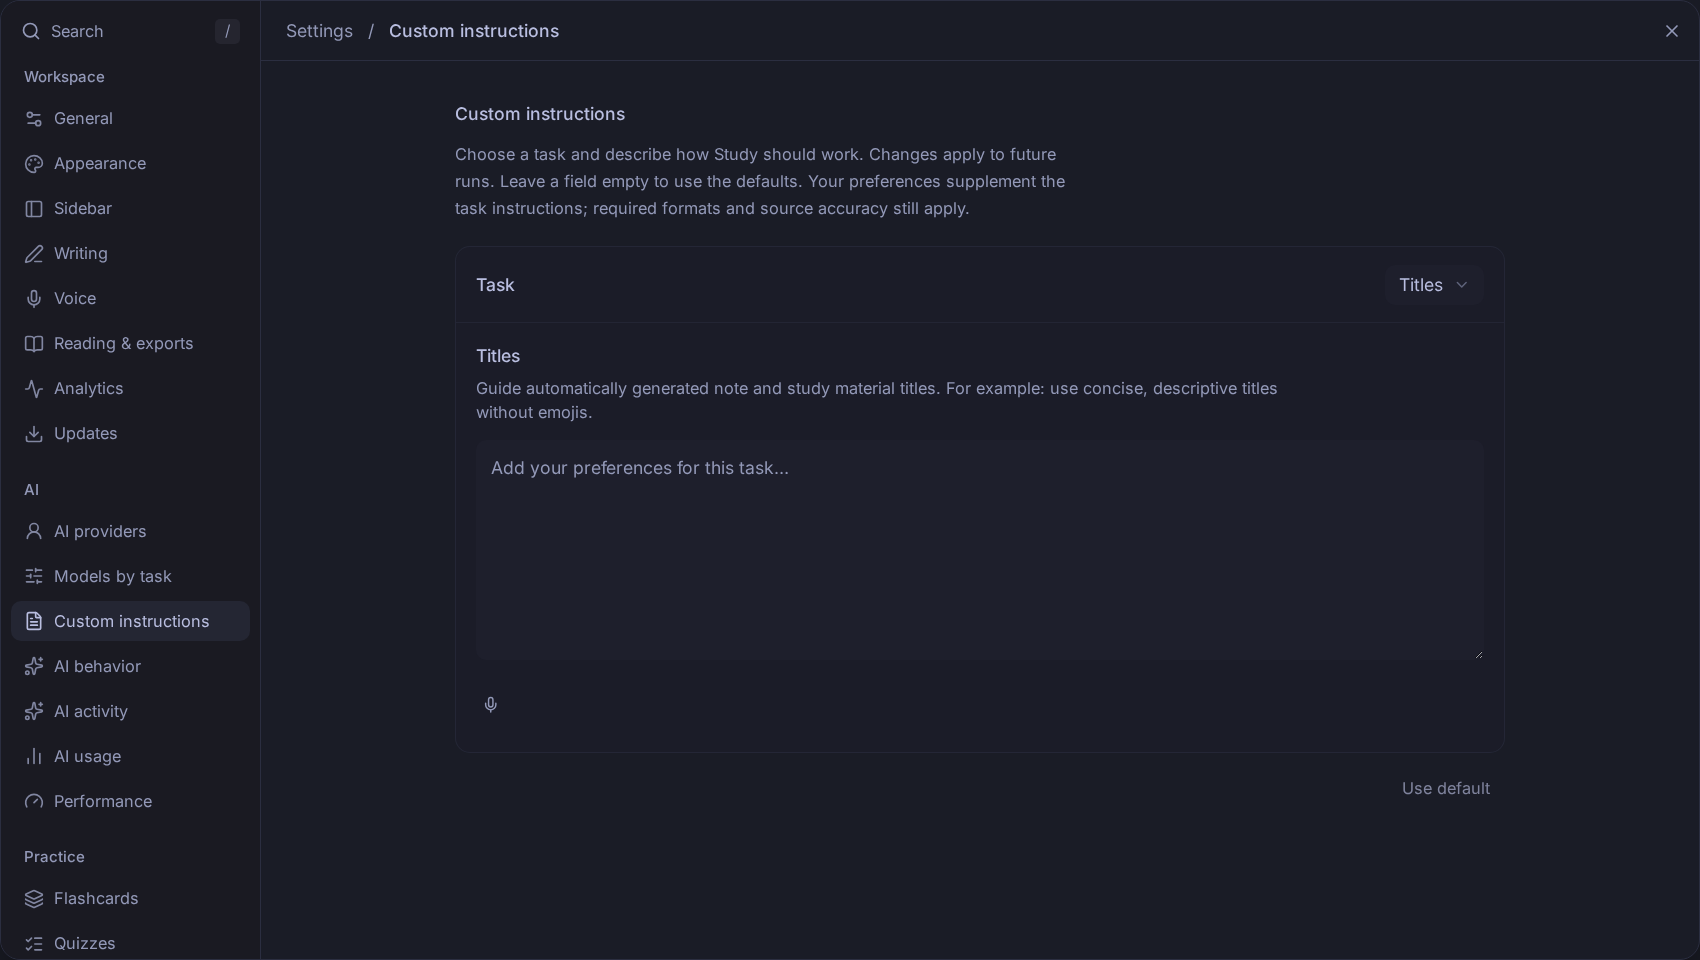 Search /
Workspace
General
Appearance
Sidebar
Writing
Voice
Reading & exports
Analytics
Updates
AI
AI providers
Models by task
Custom instructions
AI behavior
AI activity
AI usage
Performance
Practice
Flashcards
Quizzes
Settings / Custom instructions
Custom instructions
Choose a task and describe how Study should work. Changes apply to future
runs. Leave a field empty to use the defaults. Your preferences supplement the
task instructions; required formats and source accuracy still apply.
Task Titles
Titles
Guide automatically generated note and study material titles. For example: use concise, descriptive titles
without emojis.
Add your preferences for this task...
Use default